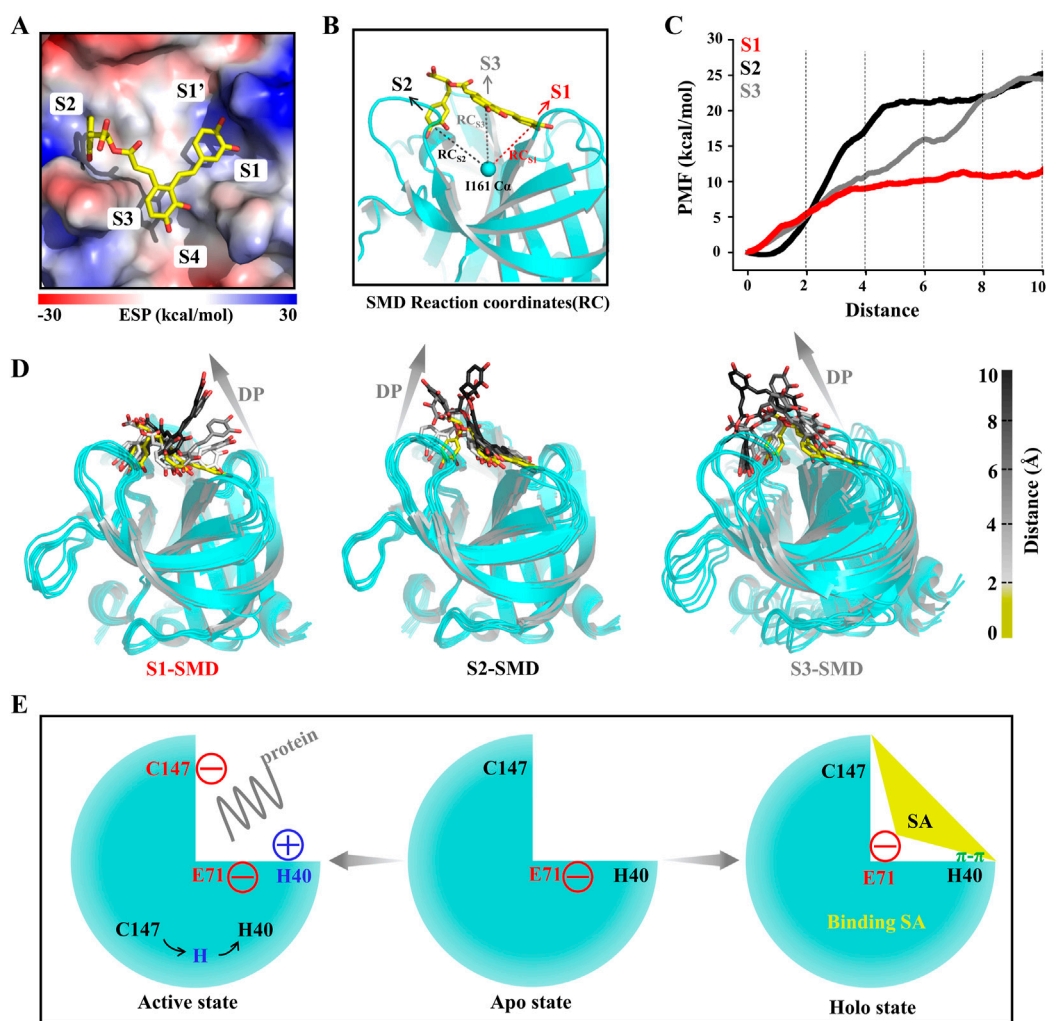 A
S2
S1’
S1
S3
S4
-30 ESP (kcal/mol) 30
B
S2
S3
S1
RCS3
RCS2
RCS1
I161 Cα
SMD Reaction coordinates(RC)
C
S1
S2
S3
PMF (kcal/mol)
30
25
20
15
10
5
0
0 2 4 6 8 10
Distance
D
DP
DP
DP
S1-SMD
S2-SMD
S3-SMD
10
8
6
4
2
0
Distance (Å)
E
C147
protein
E71
H40
C147
H40
H
Active state
C147
E71
H40
Apo state
C147
SA
π-π
E71
H40
Binding SA
Holo state